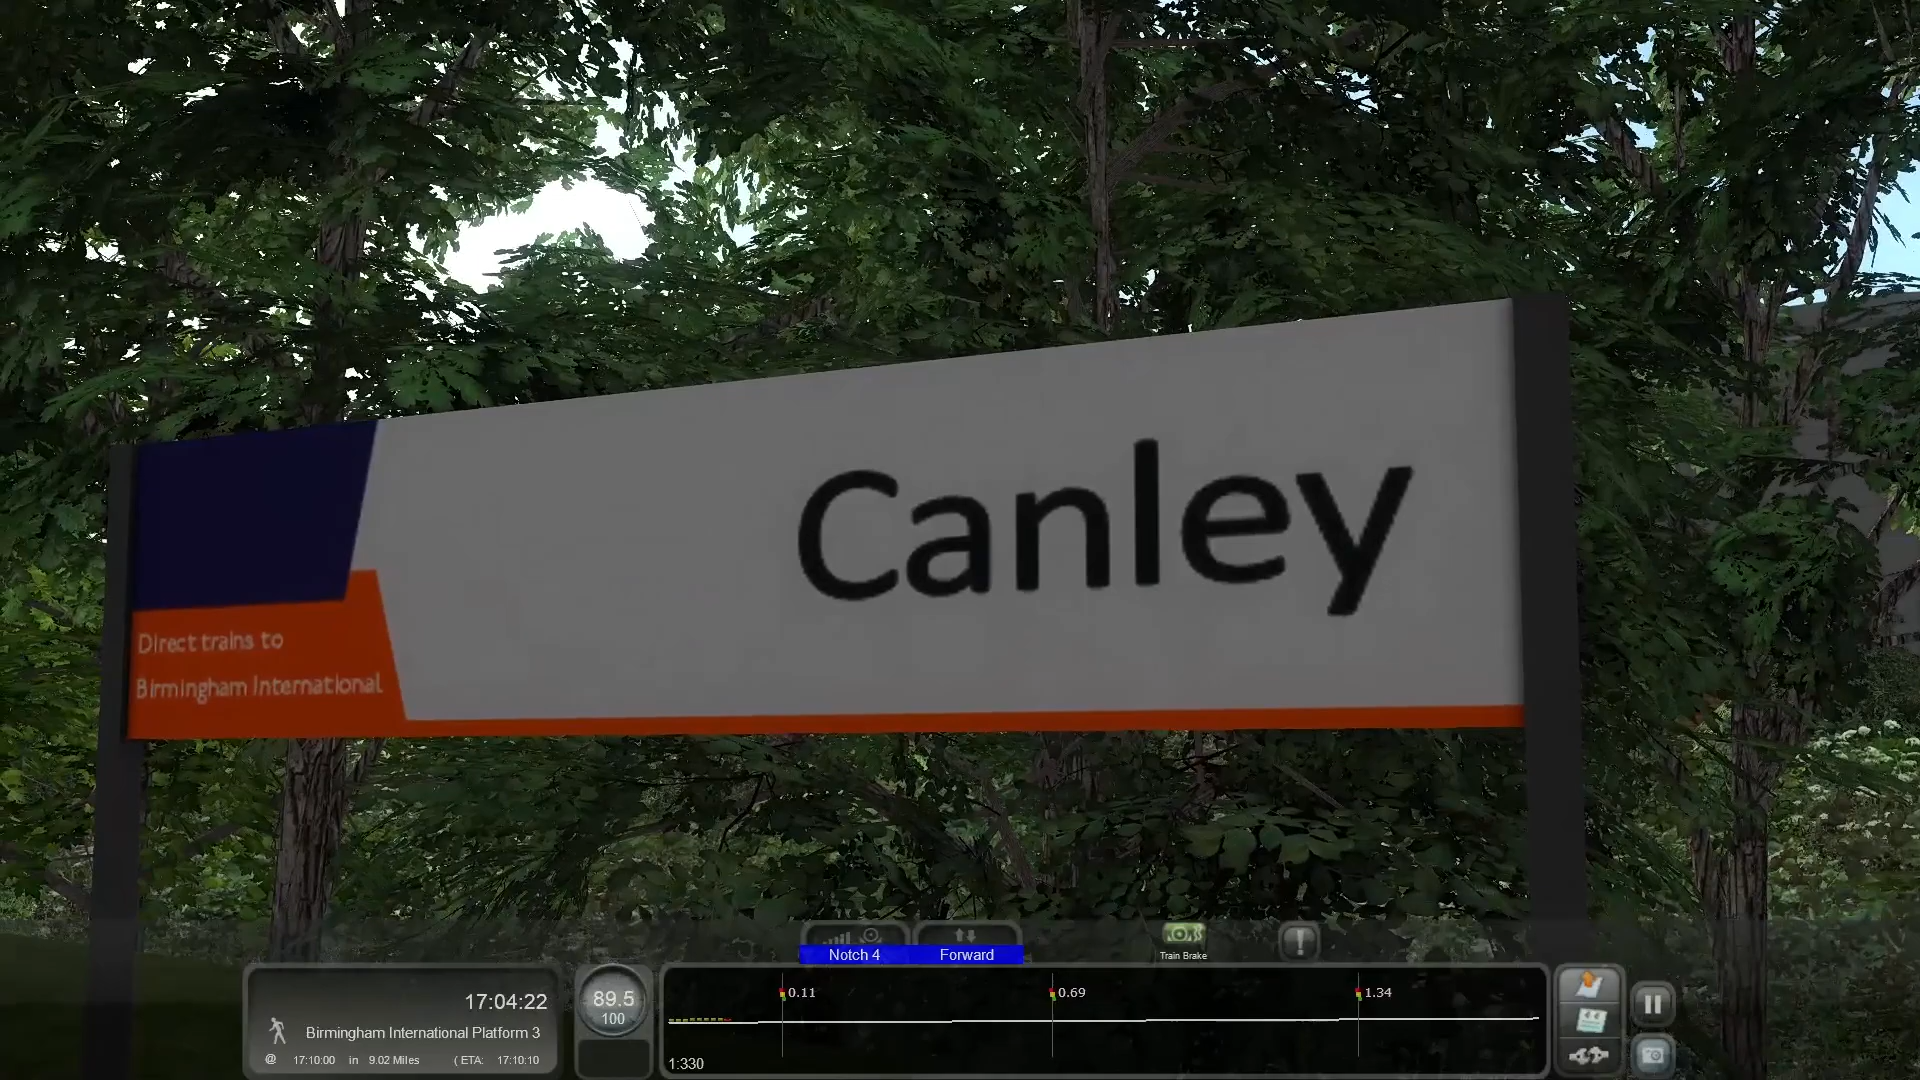 Canley
Direct trains to
Birmingham International
Notch 4
Forward
Train Brake
17:04:22
Birmingham International Platform 3
@ 17:10:00 in 9.02 Miles ( ETA: 17:10:10
89.5
100
0.11
0.69
1.34
1:330